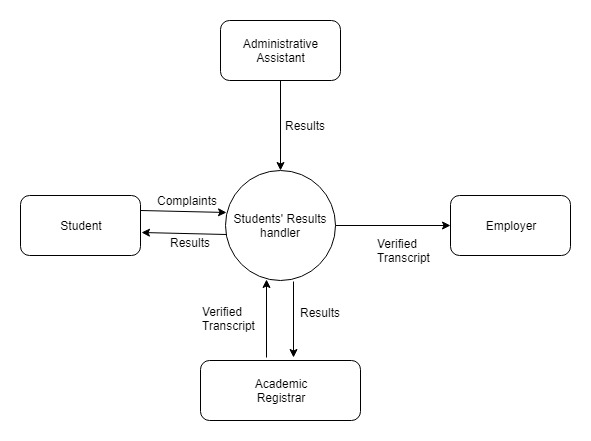 Administrative
Assistant
Results
Complaints
Student
Students' Results
handler
Employer
Results
Verified
Transcript
Verified
Transcript
Results
Academic
Registrar